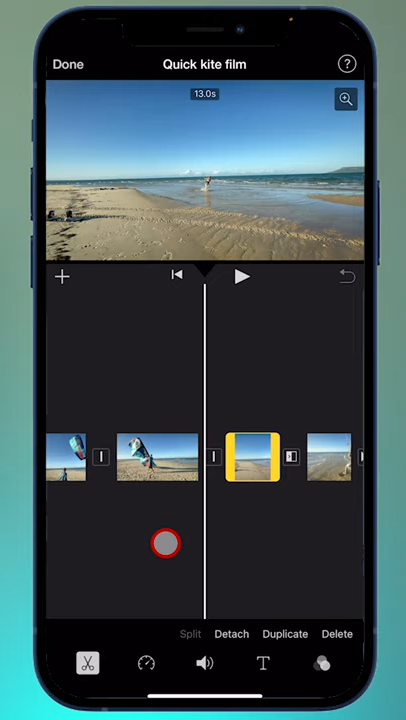 Done
Quick kite film
?
13.0s
Split
Detach
Duplicate
Delete
T